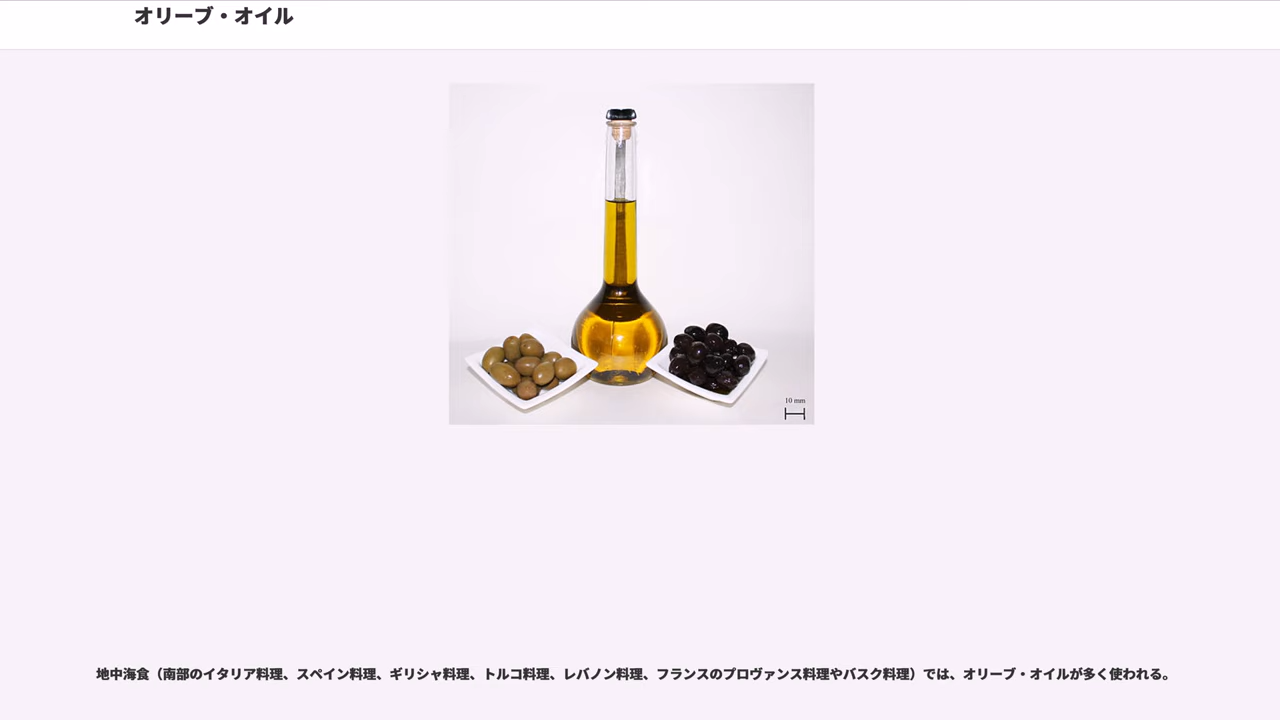 オリーブ・オイル
10 mm
地中海食（南部のイタリア料理、スペイン料理、ギリシャ料理、トルコ料理、レバノン料理、フランスのプロヴァンス料理やバスク料理）では、オリーブ・オイルが多く使われる。